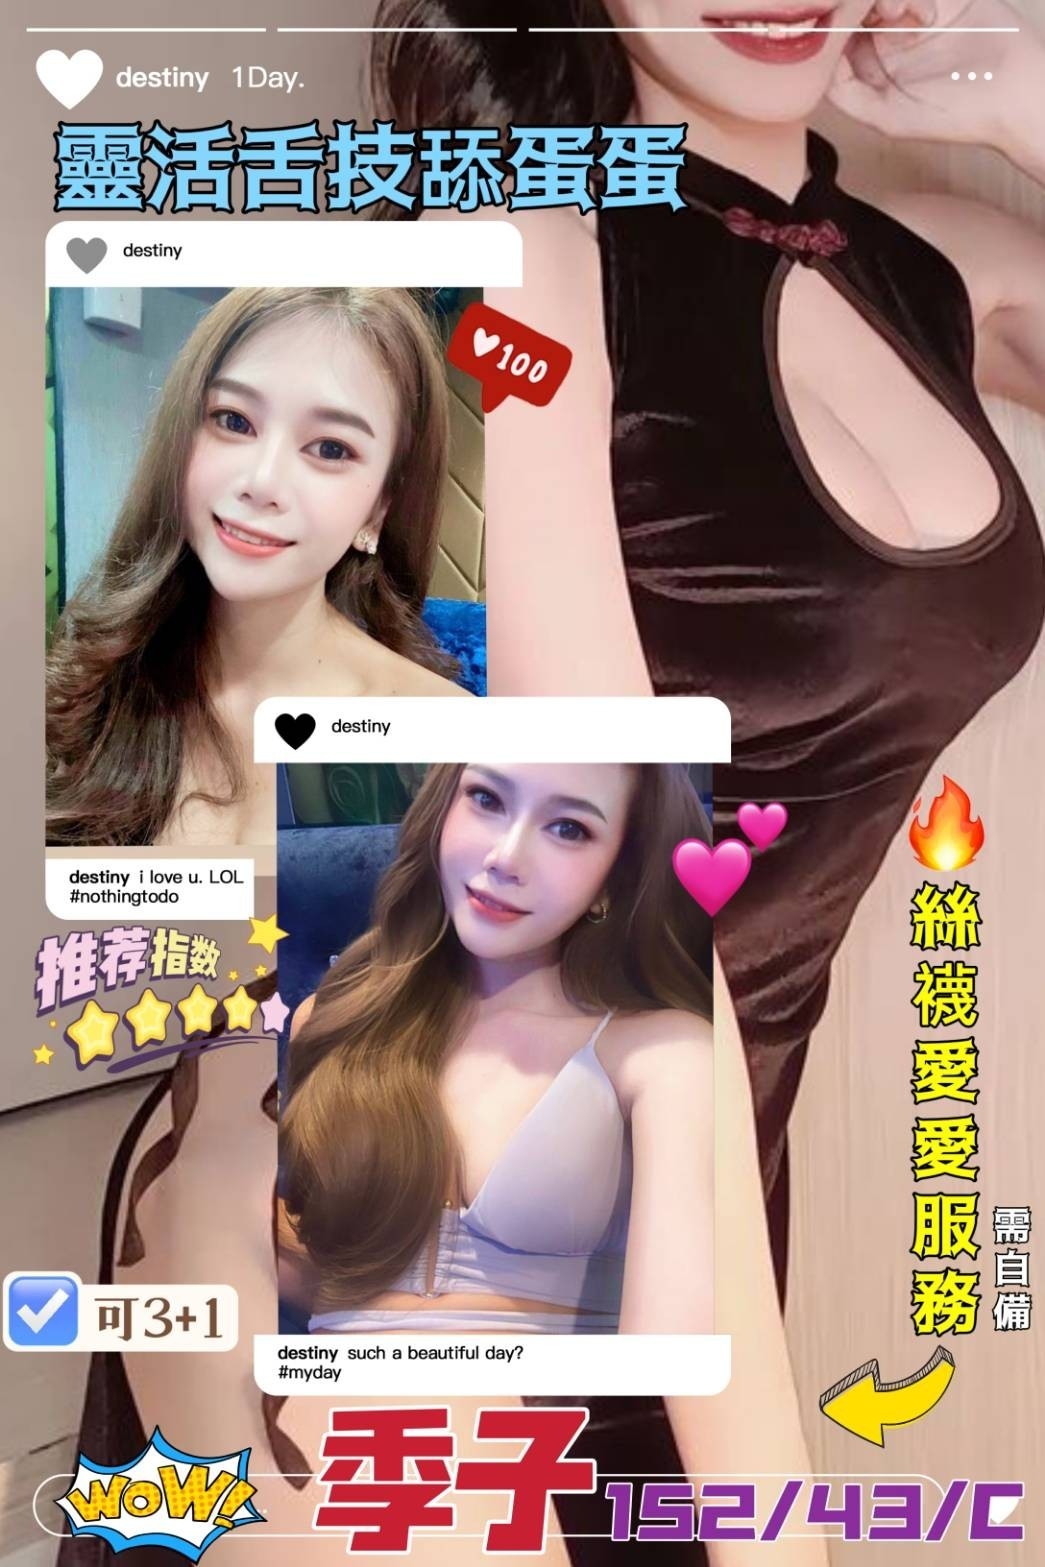 destiny 1Day.
靈活舌技舔蛋蛋
destiny
100
destiny
destiny i love u. LOL
#nothingtodo
推荐指数
絲襪愛愛服務
需自備
可3+1
destiny such a beautiful day?
#myday
季子
WOW!
152/43/C